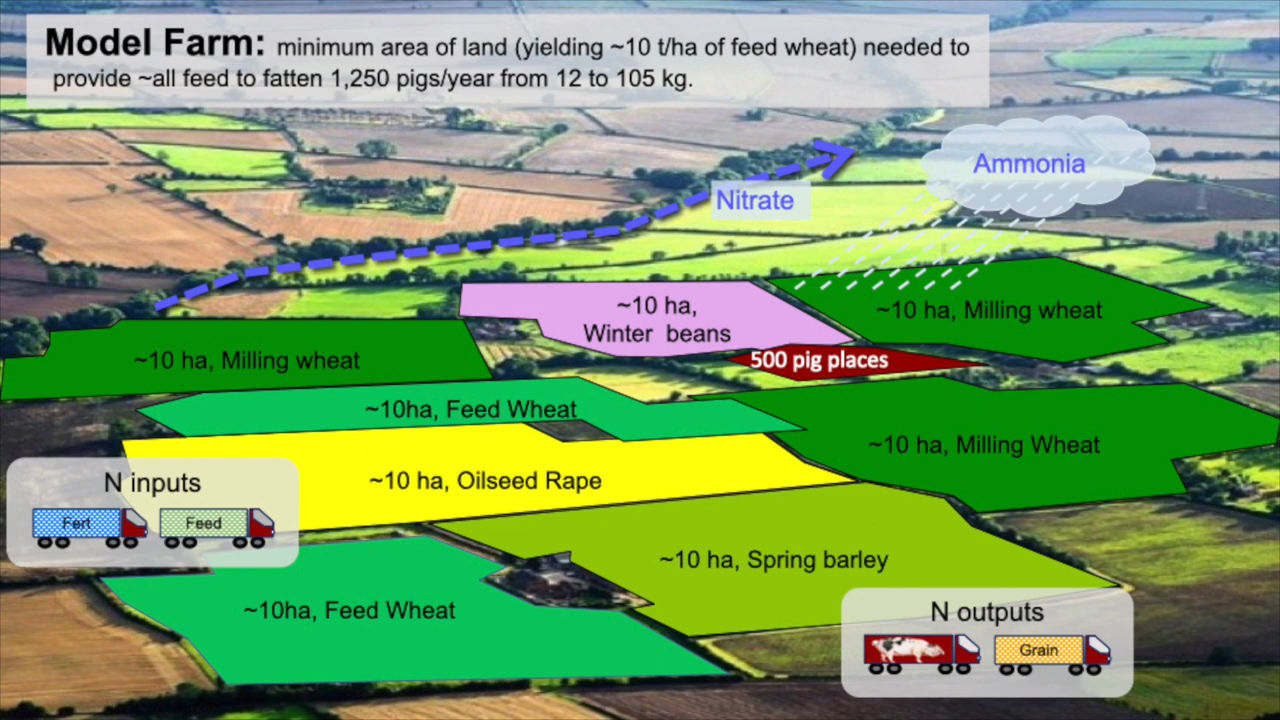 Model Farm: minimum area of land (yielding ~10 t/ha of feed wheat) needed to
provide ~all feed to fatten 1,250 pigs/year from 12 to 105 kg.
Ammonia
Nitrate
~10 ha,
Winter beans
~10 ha, Milling wheat
~10 ha, Milling wheat
500 pig places
~10ha, Feed Wheat
~10 ha, Milling Wheat
~10 ha, Oilseed Rape
N inputs
Fert
Feed
~10 ha, Spring barley
~10ha, Feed Wheat
N outputs
Grain